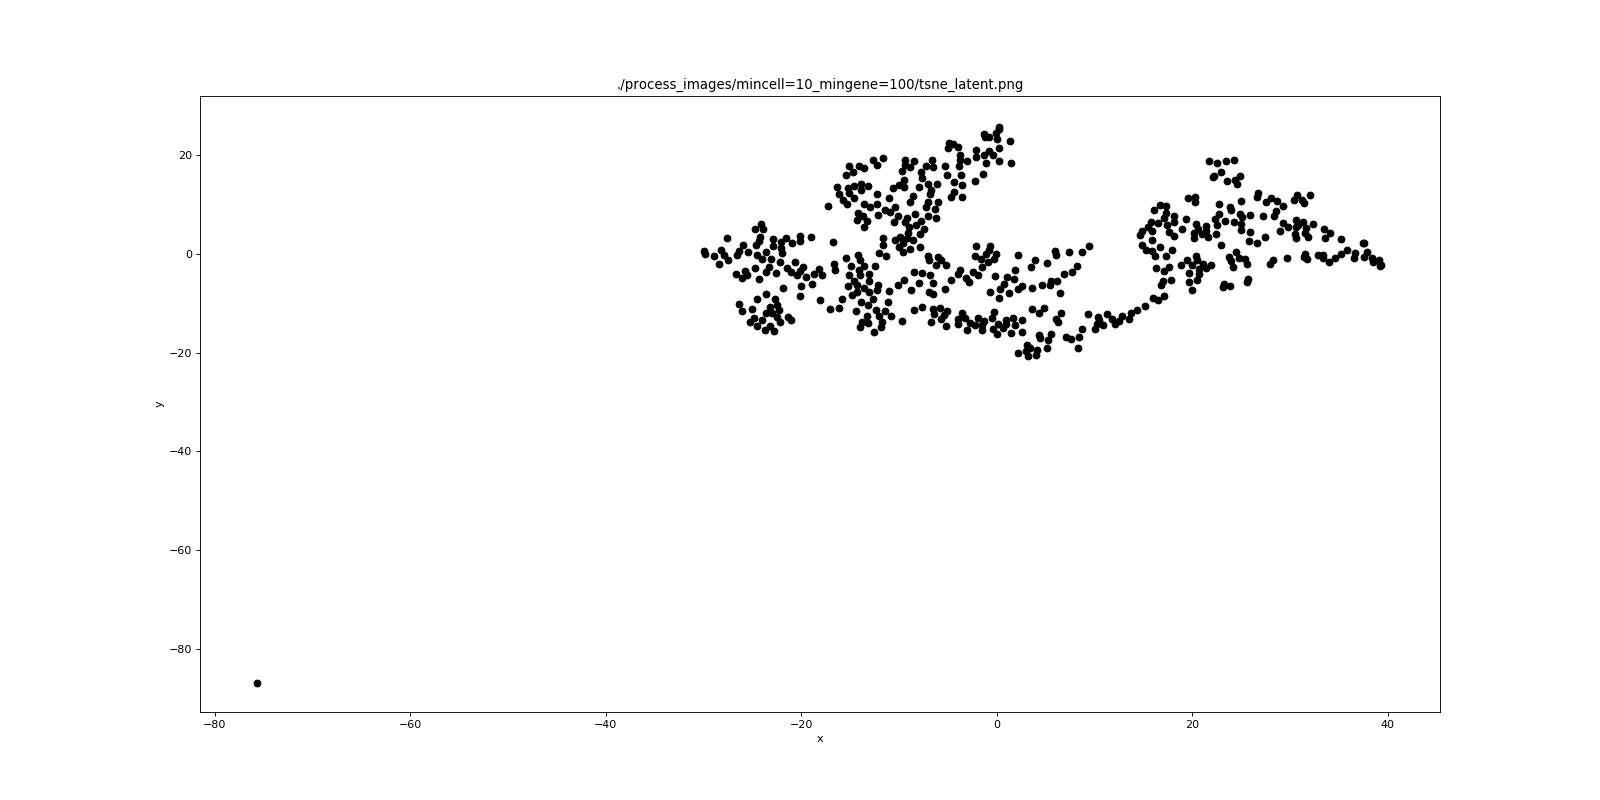 ./process_images/mincell=10_mingene=100/tsne_latent.png
20
0
−20
−40
−60
−80
y
−80 −60 −40 −20 0 20 40
x